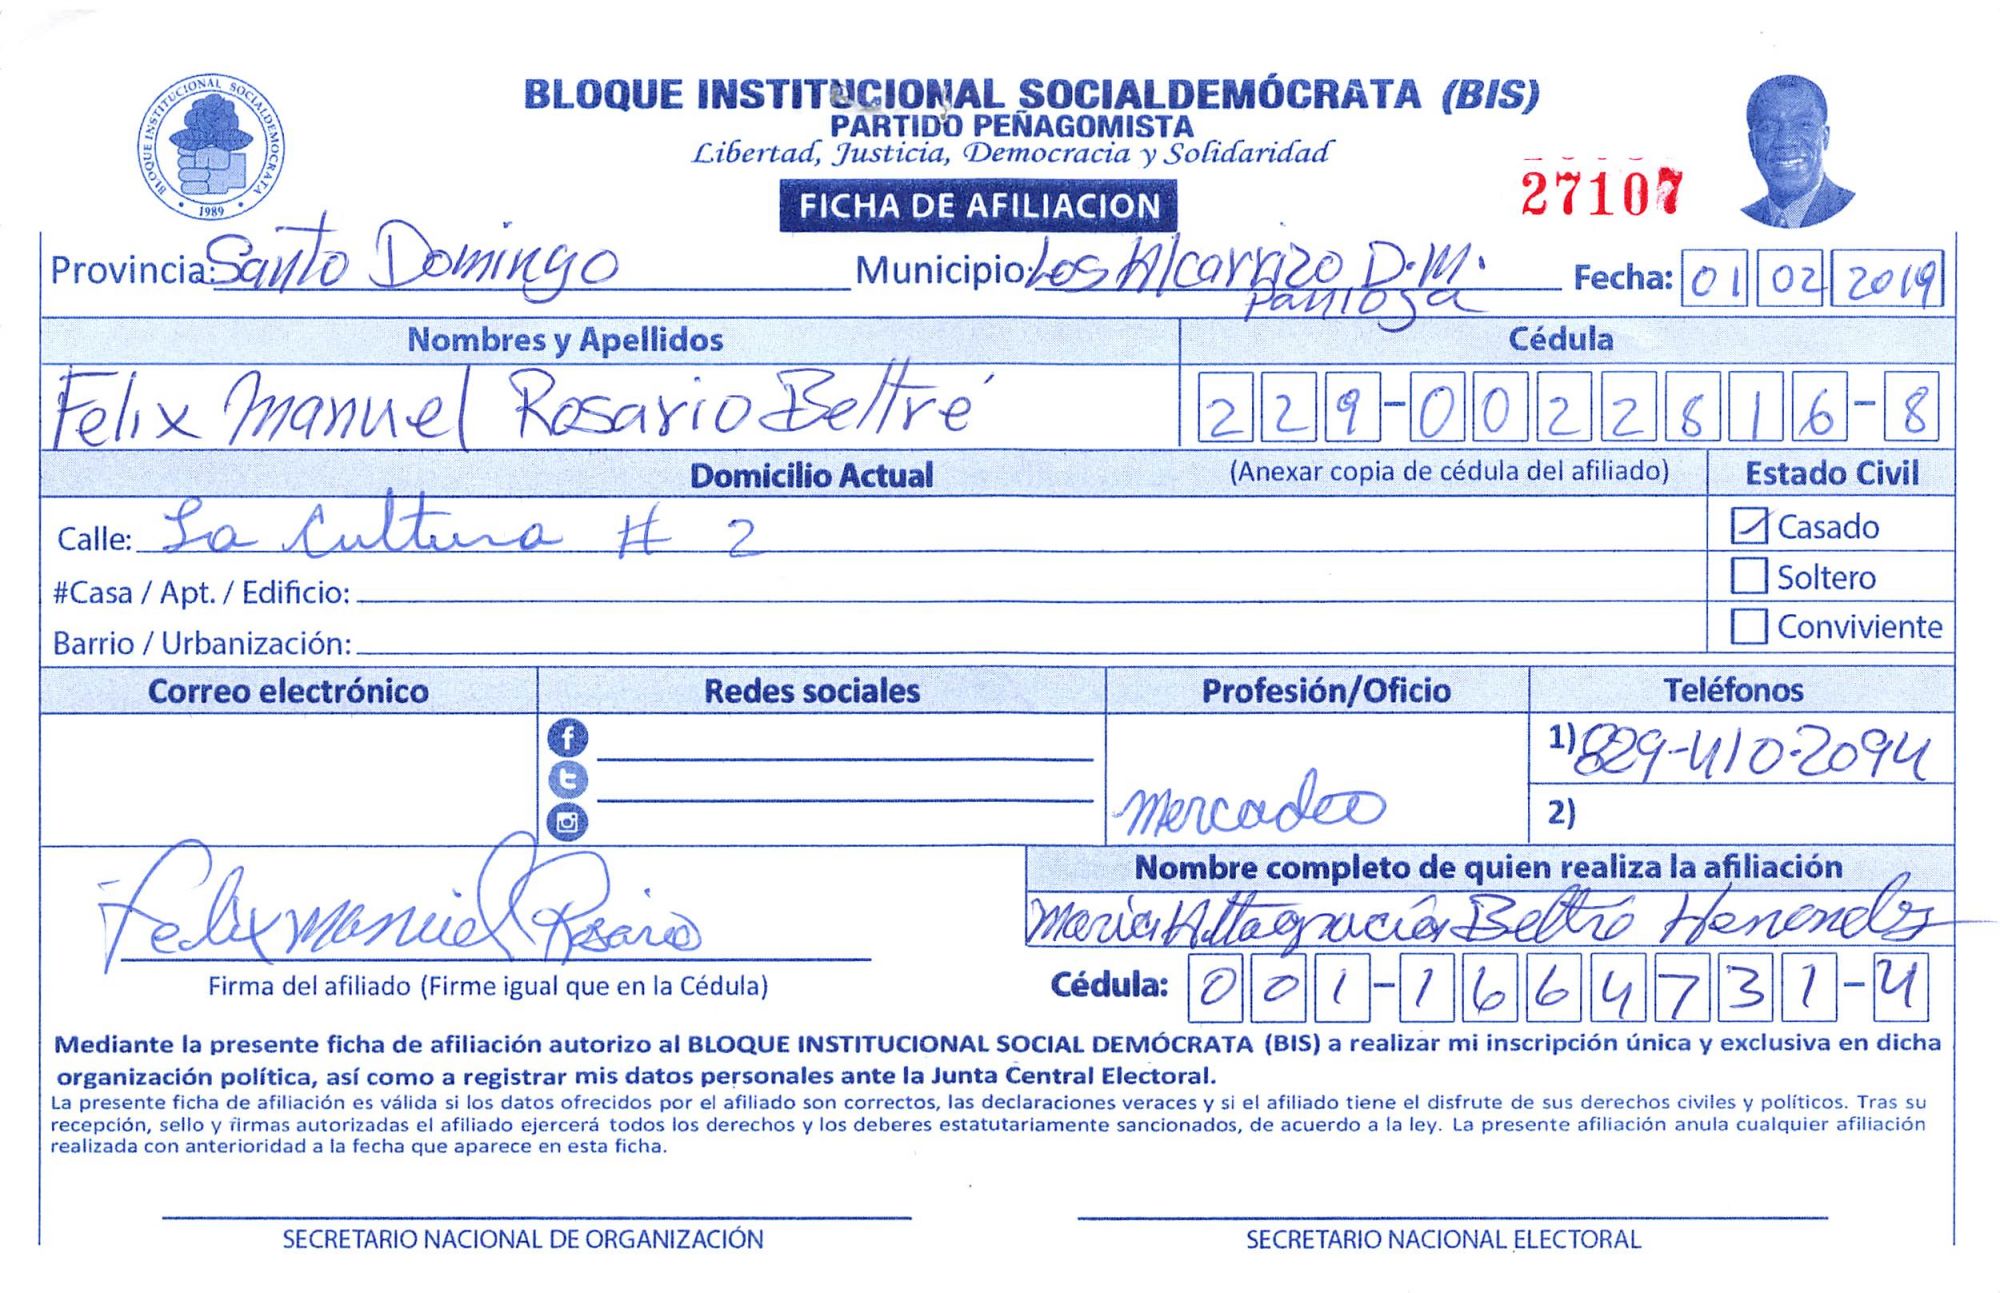 BLOQUE INSTITUCIONAL SOCIALDEMOCRATA
1989
BLOQUE INSTITUCIONAL SOCIALDEMÓCRATA (BIS)
PARTIDO PEÑAGOMISTA
Libertad, Justicia, Democracia y Solidaridad
FICHA DE AFILIACION
27107
Provincia: Santo Domingo Municipio: Los Alcarrizo D.M. Fecha: 01 02 2019
Pantoja
Nombres y Apellidos Cédula
Felix Manuel Rosario Beltré 229-0022816-8
Domicilio Actual (Anexar copia de cédula del afiliado) Estado Civil
Calle: La Cultura # 2 Casado
#Casa / Apt. / Edificio: Soltero
Barrio / Urbanización: Conviviente
Correo electrónico Redes sociales Profesión/Oficio Teléfonos
1) 829-410-2094
Mercadeo 2)
Nombre completo de quien realiza la afiliación
Felix Manuel Rosario Maria Altagracia Beltré
Firma del afiliado (Firme igual que en la Cédula) Cédula: 001-1664731-4
Mediante la presente ficha de afiliación autorizo al BLOQUE INSTITUCIONAL SOCIAL DEMÓCRATA (BIS) a realizar mi inscripción única y exclusiva en dicha
organización política, así como a registrar mis datos personales ante la Junta Central Electoral.
La presente ficha de afiliación es válida si los datos ofrecidos por el afiliado son correctos, las declaraciones veraces y si el afiliado tiene el disfrute de sus derechos civiles y políticos. Tras su
recepción, sello y firmas autorizadas el afiliado ejercerá todos los derechos y los deberes estatutariamente sancionados, de acuerdo a la ley. La presente afiliación anula cualquier afiliación
realizada con anterioridad a la fecha que aparece en esta ficha.
SECRETARIO NACIONAL DE ORGANIZACIÓN SECRETARIO NACIONAL ELECTORAL